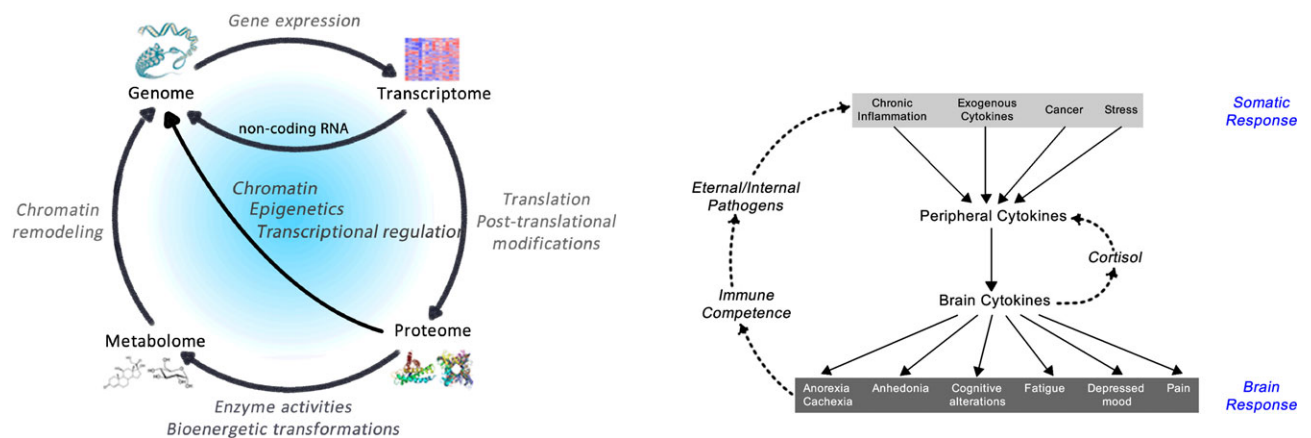 Gene expression
Genome
Transcriptome
non-coding RNA
Chromatin
Epigenetics
Transcriptional regulation
Chromatin
remodeling
Translation
Post-translational
modifications
Metabolome
Proteome
Enzyme activities
Bioenergetic transformations
Chronic
Inflammation
Exogenous
Cytokines
Cancer
Stress
Somatic
Response
Eternal/Internal
Pathogens
Peripheral Cytokines
Cortisol
Immune
Competence
Brain Cytokines
Anorexia
Cachexia
Anhedonia
Cognitive
alterations
Fatigue
Depressed
mood
Pain
Brain
Response